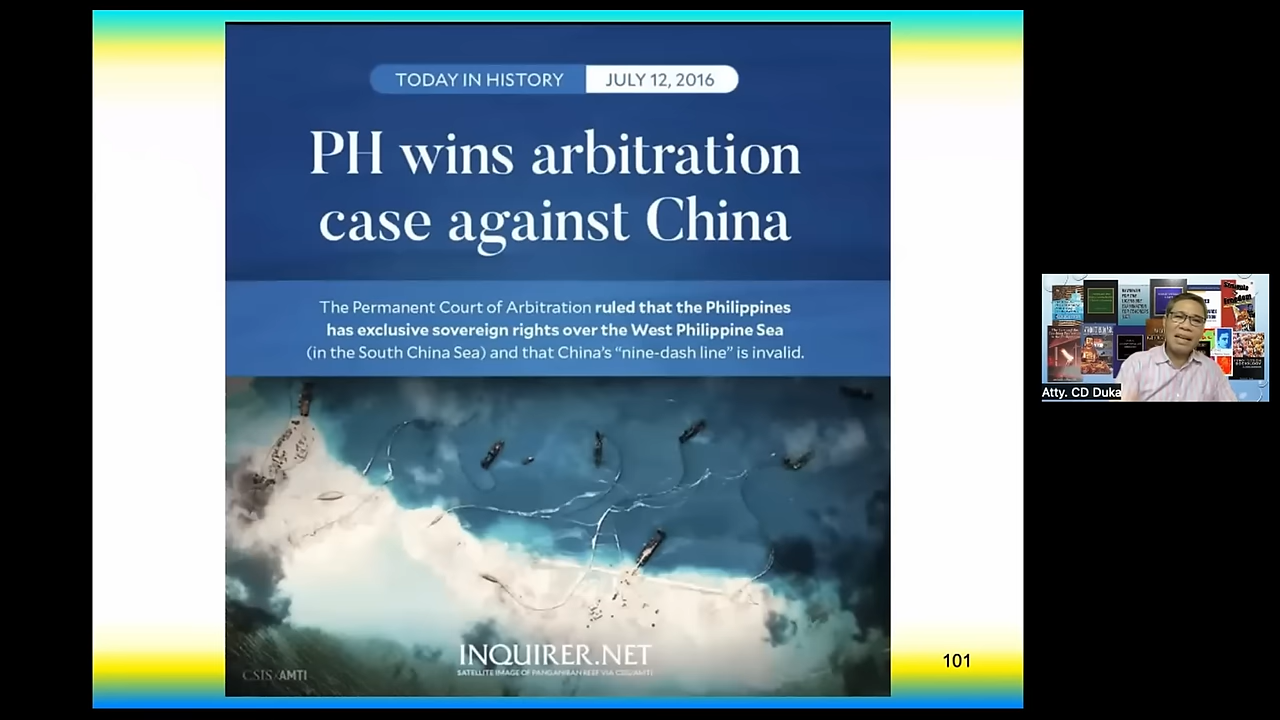 TODAY IN HISTORY JULY 12, 2016
PH wins arbitration
case against China
The Permanent Court of Arbitration ruled that the Philippines
has exclusive sovereign rights over the West Philippine Sea
(in the South China Sea) and that China's “nine-dash line” is invalid.
INQUIRER.NET
SATELLITE IMAGE OF PANGANIBAN REEF VIA CSIS/AMTI
CSIS/AMTI
101
Atty. CD Duka